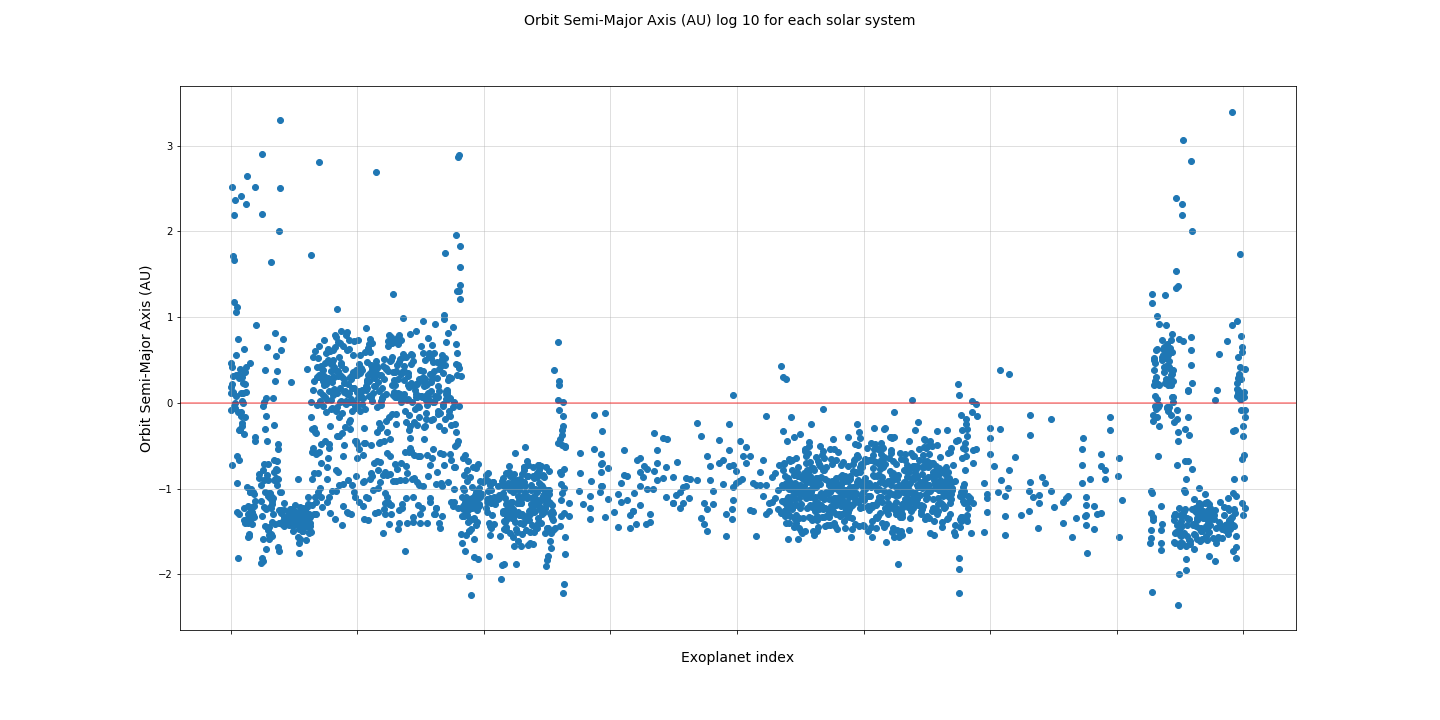 Orbit Semi-Major Axis (AU) log 10 for each solar system
Orbit Semi-Major Axis (AU)
3
2
1
0
−1
−2
Exoplanet index